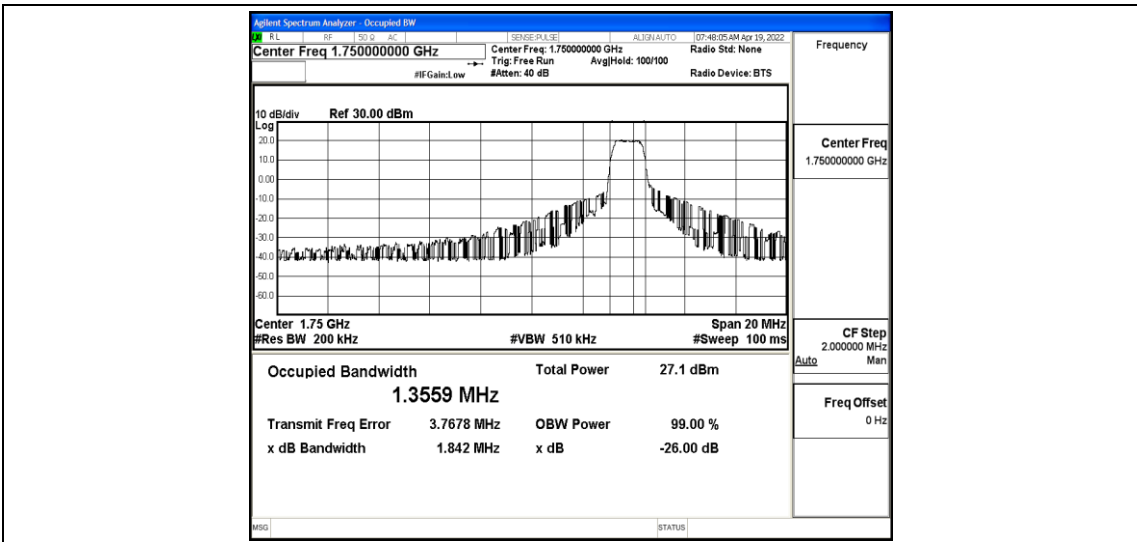 Agilent Spectrum Analyzer - Occupied BW
LXI RL RF 50 Ω AC SENSE:PULSE ALIGN AUTO 07:48:05 AM Apr 19, 2022
Center Freq 1.750000000 GHz Center Freq: 1.750000000 GHz Radio Std: None Frequency
Trig: Free Run Avg|Hold: 100/100
#IFGain:Low #Atten: 40 dB Radio Device: BTS
10 dB/div Ref 30.00 dBm
Log
20.0
10.0
0.00
-10.0
-20.0
-30.0
-40.0
-50.0
-60.0
Center Freq
1.750000000 GHz
Center 1.75 GHz Span 20 MHz
#Res BW 200 kHz #VBW 510 kHz #Sweep 100 ms
CF Step
2.000000 MHz
Auto Man
Occupied Bandwidth Total Power 27.1 dBm
1.3559 MHz
Transmit Freq Error 3.7678 MHz OBW Power 99.00 %
x dB Bandwidth 1.842 MHz x dB -26.00 dB
Freq Offset
0 Hz
MSG STATUS